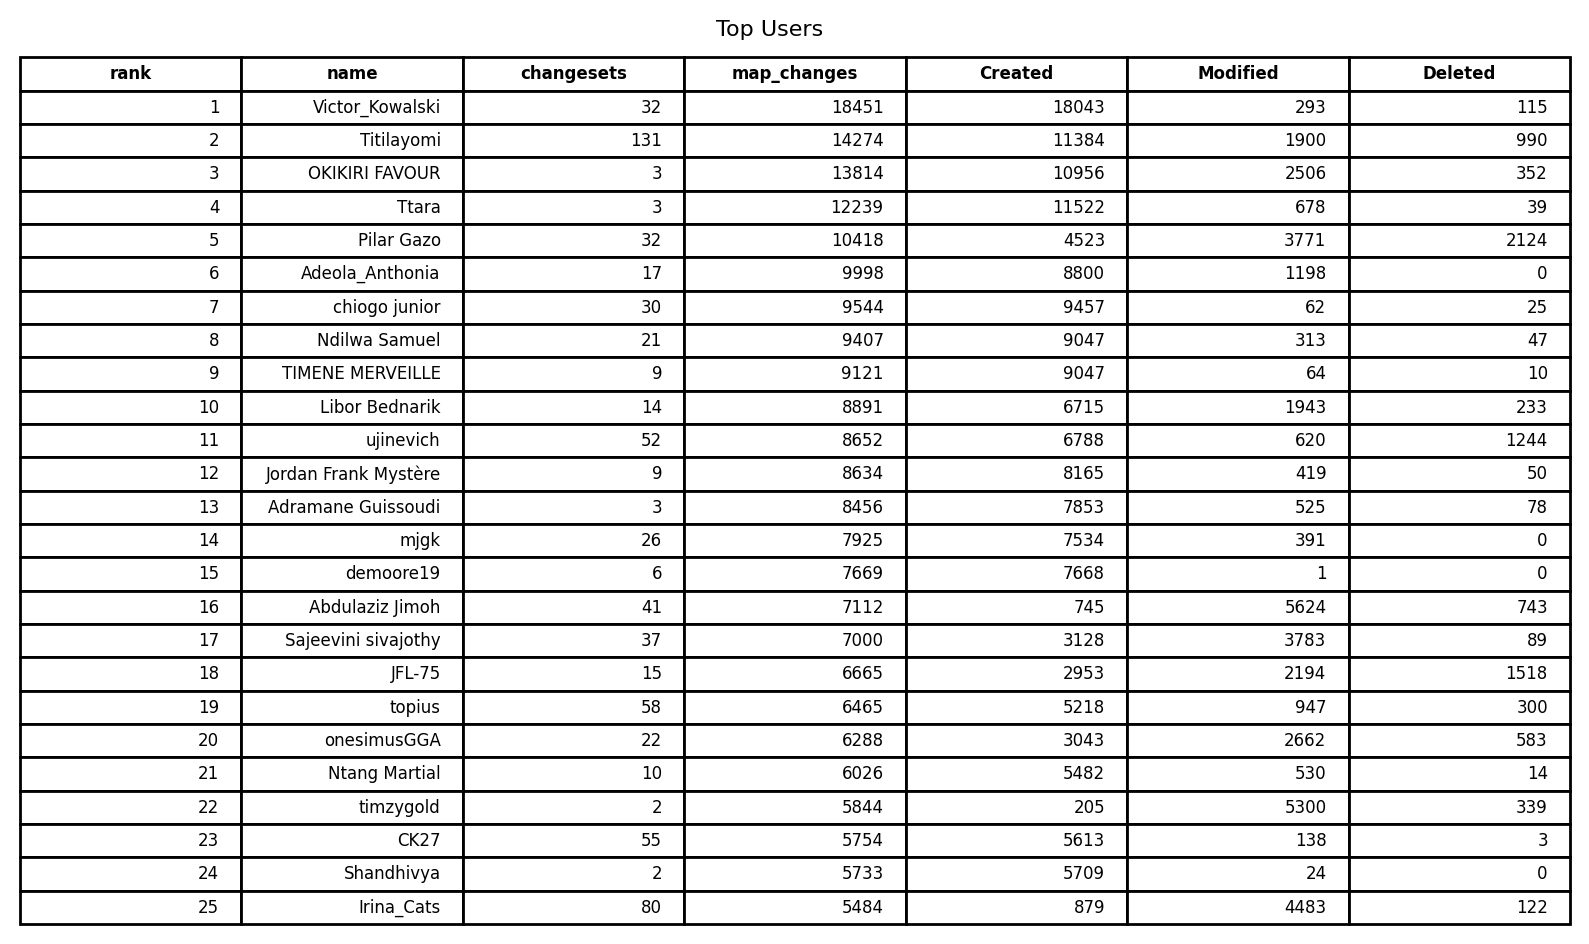 Top Users
rank name changesets map_changes Created Modified Deleted
1 Victor_Kowalski 32 18451 18043 293 115
2 Titilayomi 131 14274 11384 1900 990
3 OKIKIRI FAVOUR 3 13814 10956 2506 352
4 Ttara 3 12239 11522 678 39
5 Pilar Gazo 32 10418 4523 3771 2124
6 Adeola_Anthonia 17 9998 8800 1198 0
7 chiogo junior 30 9544 9457 62 25
8 Ndilwa Samuel 21 9407 9047 313 47
9 TIMENE MERVEILLE 9 9121 9047 64 10
10 Libor Bednarik 14 8891 6715 1943 233
11 ujinevich 52 8652 6788 620 1244
12 Jordan Frank Mystère 9 8634 8165 419 50
13 Adramane Guissoudi 3 8456 7853 525 78
14 mjgk 26 7925 7534 391 0
15 demoore19 6 7669 7668 1 0
16 Abdulaziz Jimoh 41 7112 745 5624 743
17 Sajeevini sivajothy 37 7000 3128 3783 89
18 JFL-75 15 6665 2953 2194 1518
19 topius 58 6465 5218 947 300
20 onesimusGGA 22 6288 3043 2662 583
21 Ntang Martial 10 6026 5482 530 14
22 timzygold 2 5844 205 5300 339
23 CK27 55 5754 5613 138 3
24 Shandhivya 2 5733 5709 24 0
25 Irina_Cats 80 5484 879 4483 122